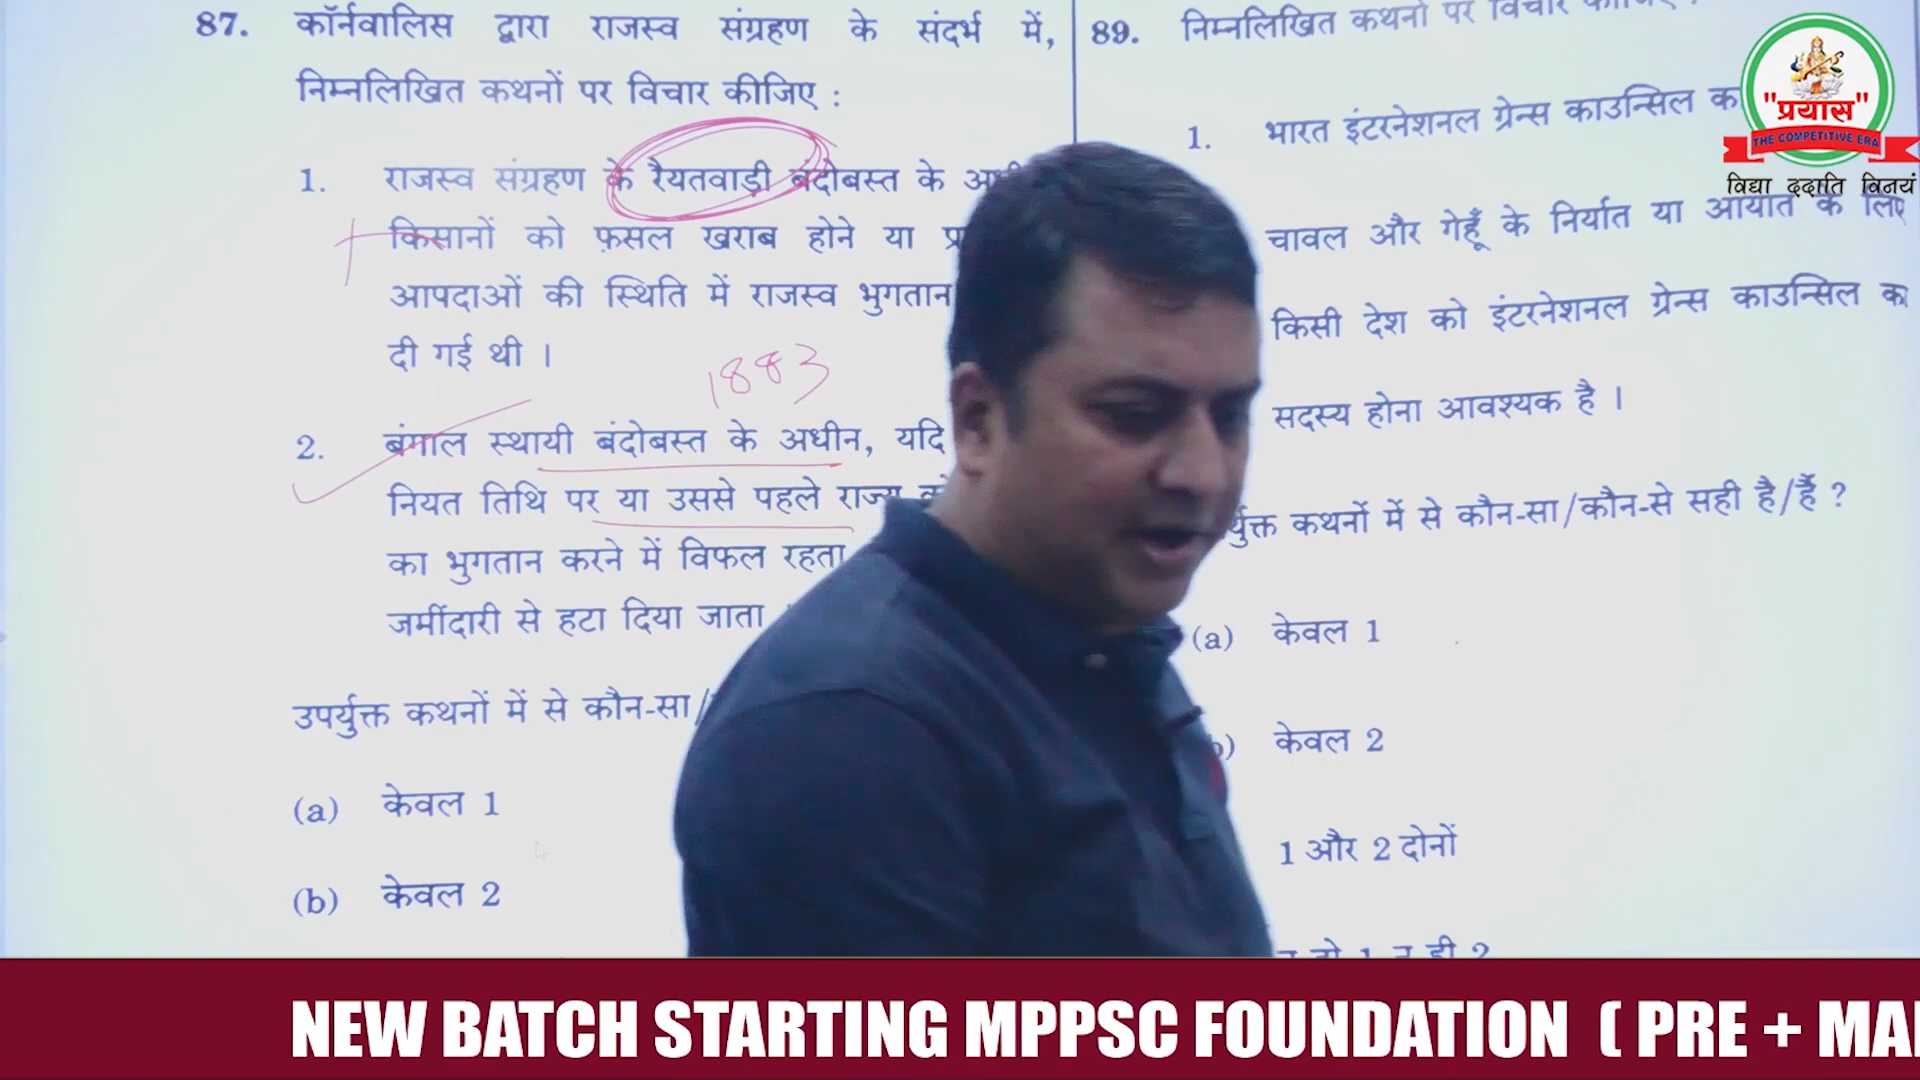 87. कॉर्नवालिस द्वारा राजस्व संग्रहण के संदर्भ में,
निम्नलिखित कथनों पर विचार कीजिए :
1. राजस्व संग्रहण के रैयतवाड़ी बंदोबस्त के
किसानों को फ़सल खराब होने या
आपदाओं की स्थिति में राजस्व भुगतान
दी गई थी ।
1883
2. बंगाल स्थायी बंदोबस्त के अधीन, यदि
नियत तिथि पर या उससे पहले राज्य
का भुगतान करने में विफल रहता
जमींदारी से हटा दिया जाता
उपर्युक्त कथनों में से कौन-सा/
(a) केवल 1
(b) केवल 2
89. निम्नलिखित कथनों पर विचार
1. भारत इंटरनेशनल ग्रेन्स काउन्सिल
चावल और गेहूँ के निर्यात या आयात के लिए
किसी देश को इंटरनेशनल ग्रेन्स काउन्सिल का
सदस्य होना आवश्यक है ।
कथनों में से कौन-सा/कौन-से सही है/हैं ?
(a) केवल 1
केवल 2
1 और 2 दोनों
"प्रयास"
THE COMPETITIVE ERA
विद्या ददाति विनयं
NEW BATCH STARTING MPPSC FOUNDATION ( PRE +